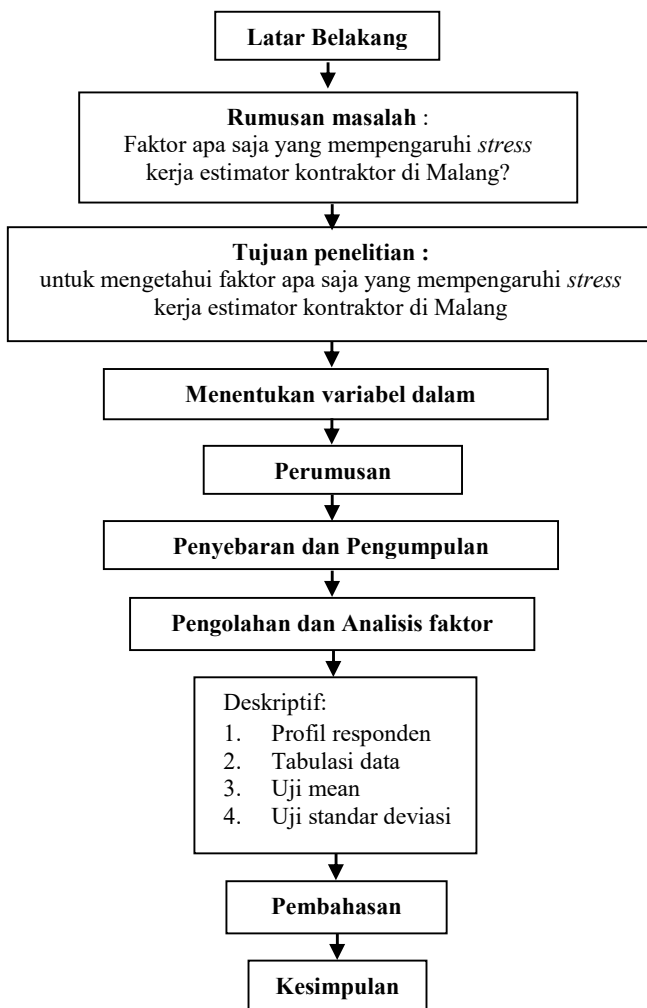 Latar Belakang
Rumusan masalah :
Faktor apa saja yang mempengaruhi stress
kerja estimator kontraktor di Malang?
Tujuan penelitian :
untuk mengetahui faktor apa saja yang mempengaruhi stress
kerja estimator kontraktor di Malang
Menentukan variabel dalam
Perumusan
Penyebaran dan Pengumpulan
Pengolahan dan Analisis faktor
Deskriptif:
1. Profil responden
2. Tabulasi data
3. Uji mean
4. Uji standar deviasi
Pembahasan
Kesimpulan